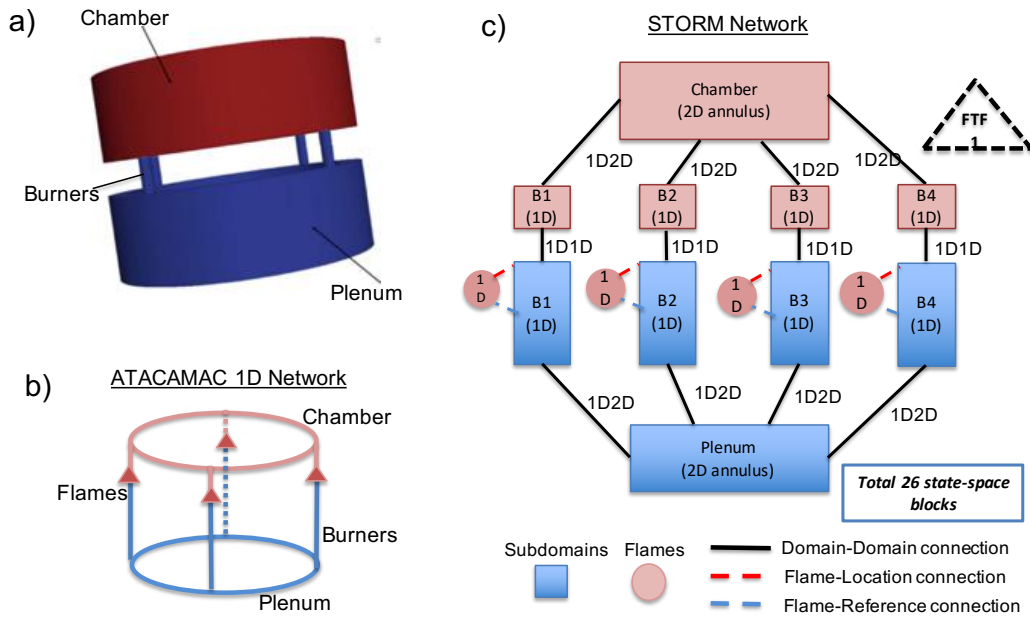 a)
Chamber
Burners
Plenum
b)
ATACAMAC 1D Network
Chamber
Flames
Burners
Plenum
c)
STORM Network
Chamber
(2D annulus)
FTF
1
1D2D
1D2D
1D2D
1D2D
B1
(1D)
B2
(1D)
B3
(1D)
B4
(1D)
1D1D
1D1D
1D1D
1D1D
1
D
1
D
1
D
1
D
B1
(1D)
B2
(1D)
B3
(1D)
B4
(1D)
1D2D
1D2D
1D2D
1D2D
Plenum
(2D annulus)
Total 26 state-space
blocks
Subdomains
Flames
Domain-Domain connection
Flame-Location connection
Flame-Reference connection